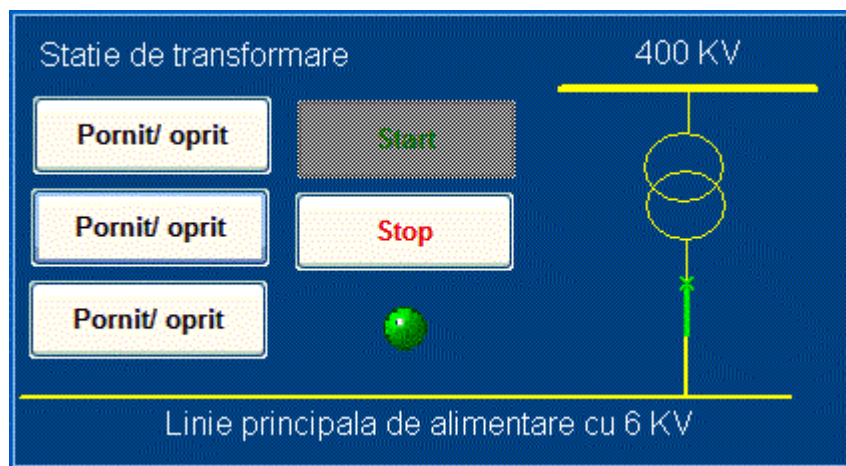 Statie de transformare
400 KV
Pornit/ oprit
Start
Pornit/ oprit
Stop
Pornit/ oprit
Linie principala de alimentare cu 6 KV